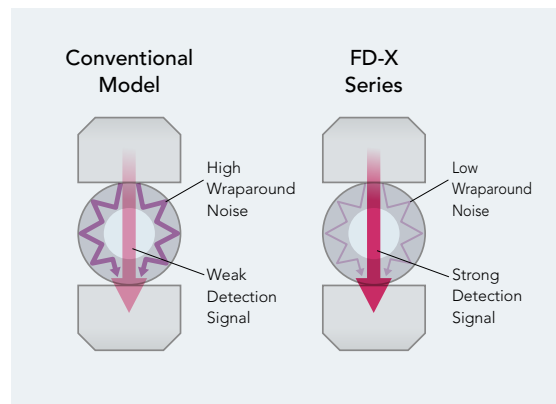 Conventional
Model
High
Wraparound
Noise
Weak
Detection
Signal
FD-X
Series
Low
Wraparound
Noise
Strong
Detection
Signal